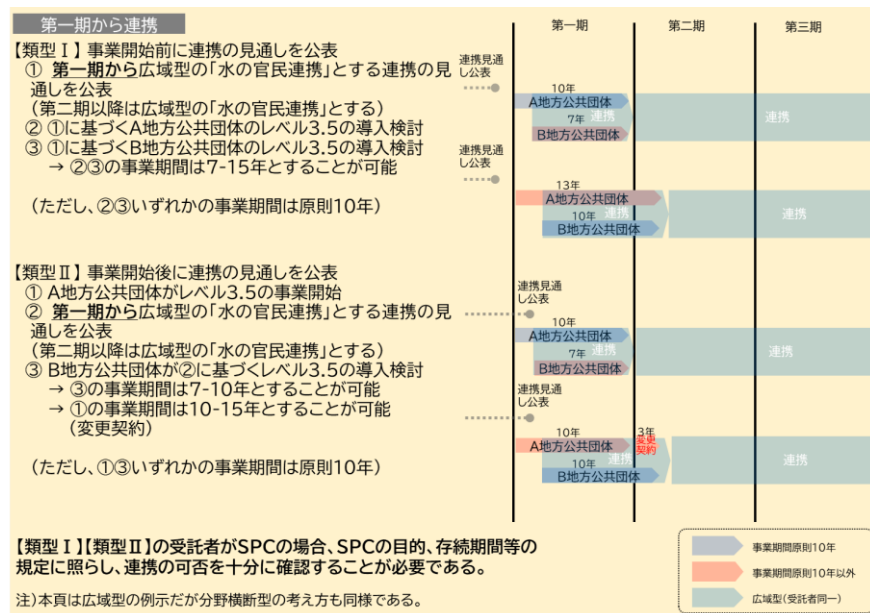 第一期から連携
第一期
第二期
第三期
【類型Ⅰ】 事業開始前に連携の見通しを公表
① 第一期から広域型の「水の官民連携」とする連携の見
通しを公表
(第二期以降は広域型の「水の官民連携」とする)
② ①に基づくA地方公共団体のレベル3.5の導入検討
③ ①に基づくB地方公共団体のレベル3.5の導入検討
→ ②③の事業期間は7-15年とすることが可能
(ただし、②③いずれかの事業期間は原則10年)
連携見通
し公表
10年
A地方公共団体
連携
7年
B地方公共団体
連携
連携見通
し公表
13年
A地方公共団体
連携
10年
B地方公共団体
連携
【類型Ⅱ】 事業開始後に連携の見通しを公表
① A地方公共団体がレベル3.5の事業開始
② 第一期から広域型の「水の官民連携」とする連携の見
通しを公表
(第二期以降は広域型の「水の官民連携」とする)
③ B地方公共団体が②に基づくレベル3.5の導入検討
→ ③の事業期間は7-10年とすることが可能
→ ①の事業期間は10-15年とすることが可能
(変更契約)
(ただし、①③いずれかの事業期間は原則10年)
連携見通
し公表
10年
A地方公共団体
連携
7年
B地方公共団体
連携
連携見通
し公表
10年
3年
A地方公共団体
変更
契約
連携
10年
B地方公共団体
連携
【類型Ⅰ】【類型Ⅱ】の受託者がSPCの場合、SPCの目的、存続期間等の
規定に照らし、連携の可否を十分に確認することが必要である。
注)本頁は広域型の例示だが分野横断型の考え方も同様である。
事業期間原則10年
事業期間原則10年以外
広域型(受託者同一)